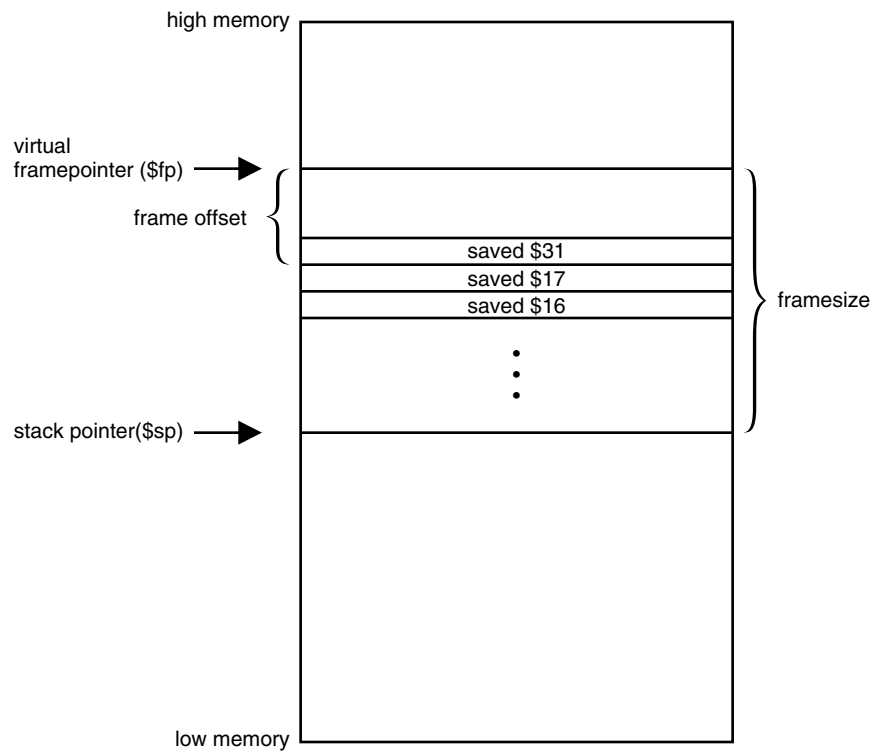 high memory
virtual
framepointer ($fp)
frame offset
saved $31
saved $17
saved $16
framesize
stack pointer($sp)
low memory